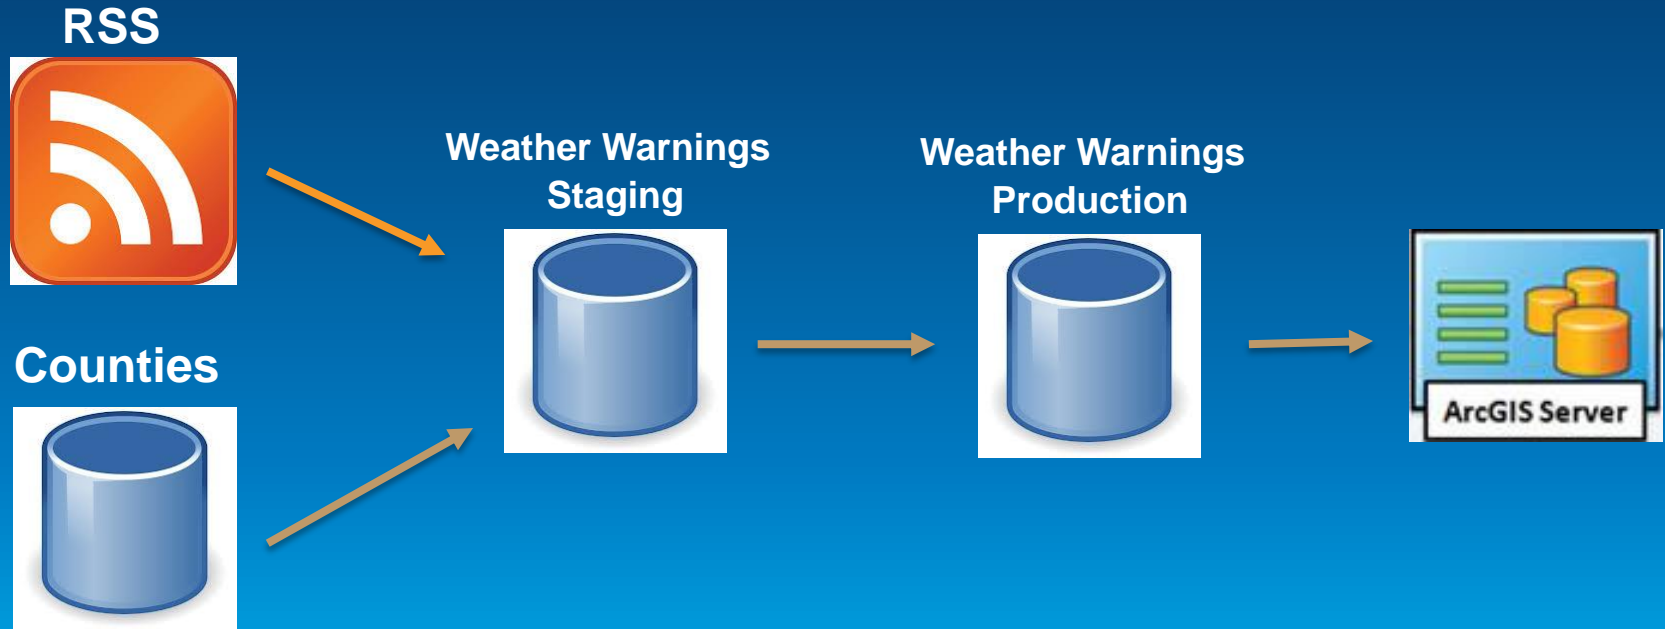 RSS
Weather Warnings
Staging
Weather Warnings
Production
Counties
ArcGIS Server